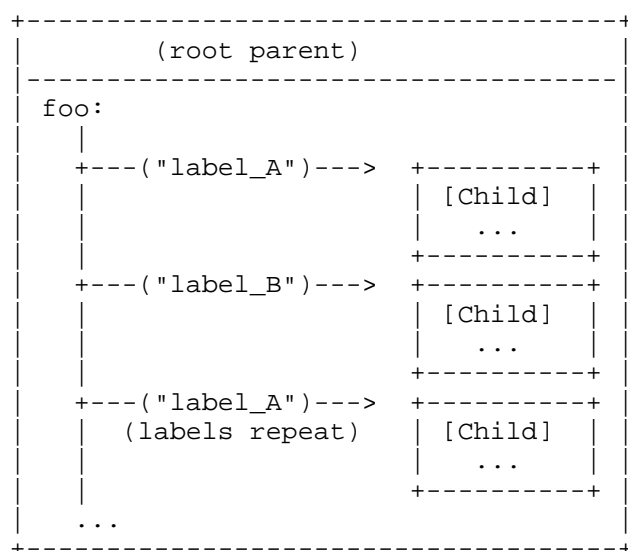 (root parent)
foo:
("label_A")
[Child]
...
("label_B")
[Child]
...
("label_A")
(labels repeat) [Child]
...
...